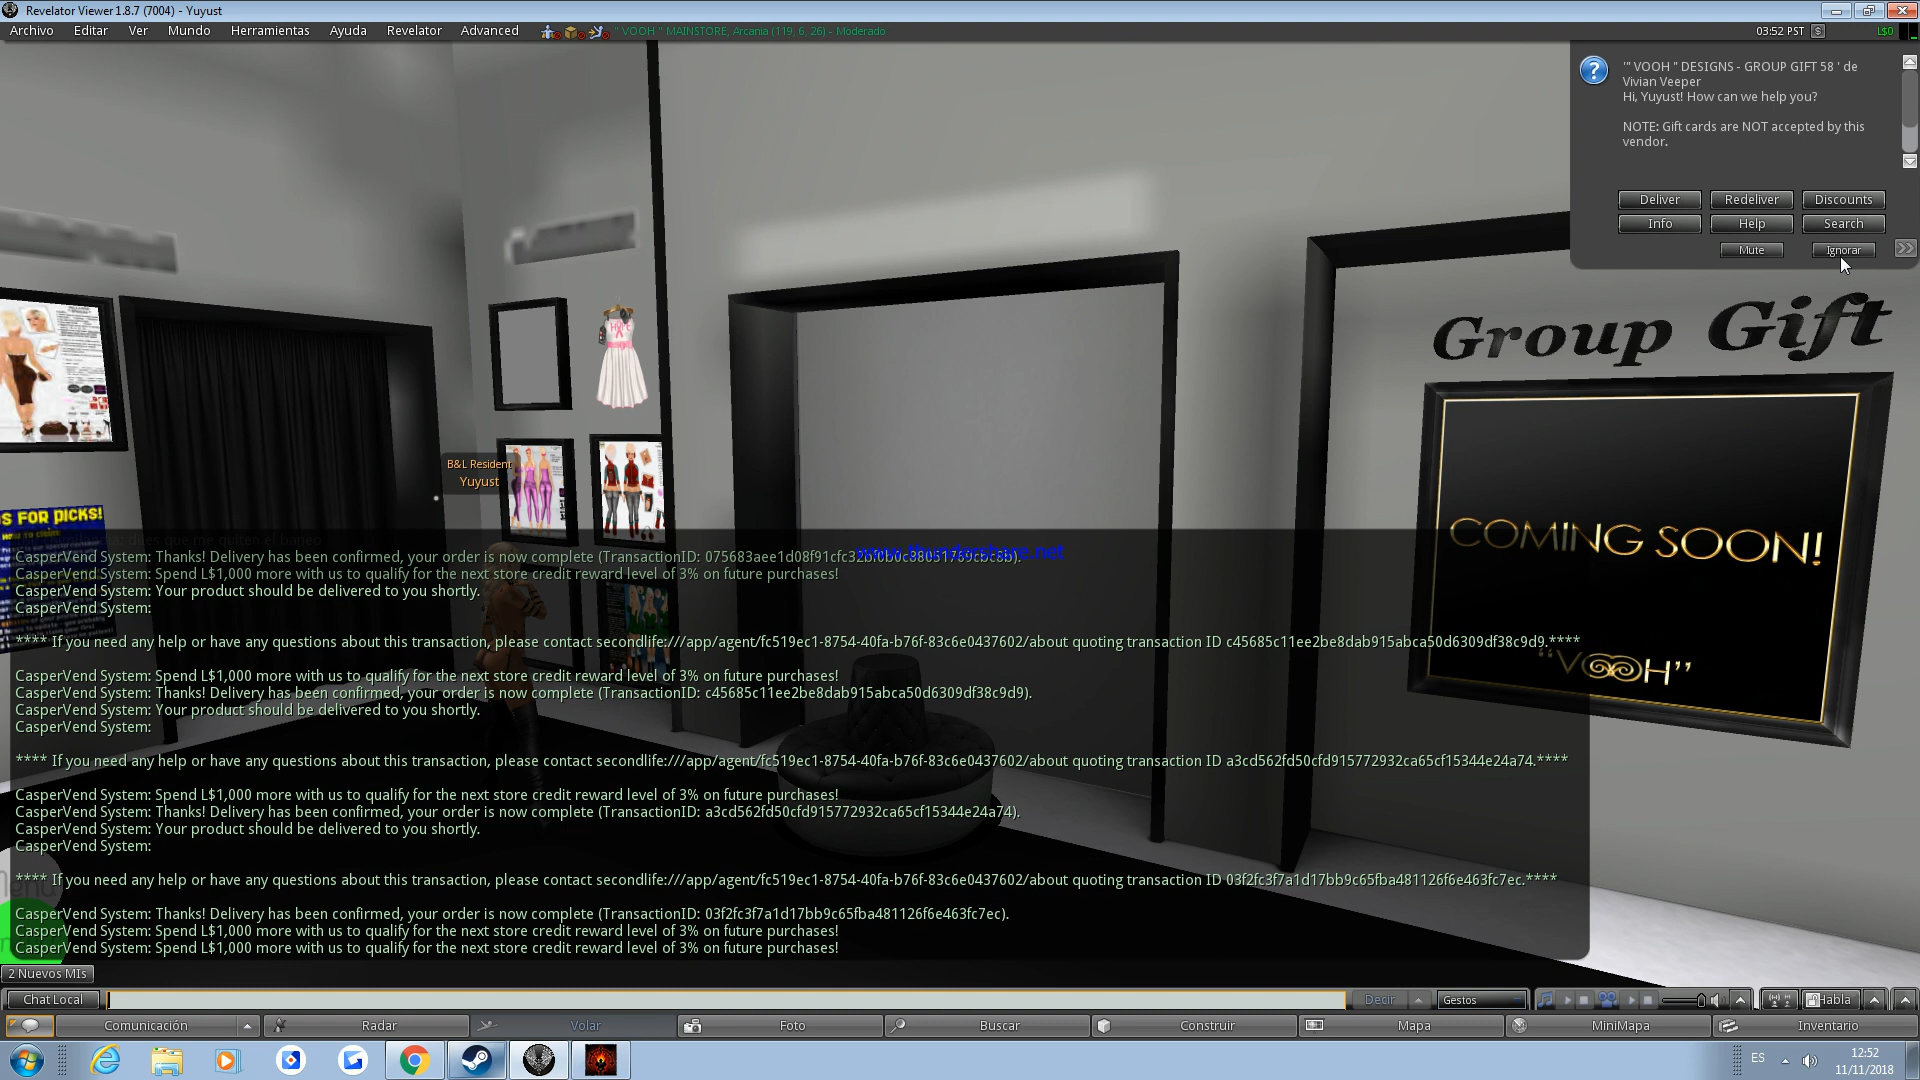 Revelator Viewer 1.8.7 (7004) - Yuyust
Archivo Editar Ver Mundo Herramientas Ayuda Revelator Advanced " VOOH " MAINSTORE, Arcania (119, 6, 26) - Moderado 03:52 PST S L$0
'" VOOH " DESIGNS - GROUP GIFT 58 ' de
Vivian Veeper
Hi, Yuyust! How can we help you?
NOTE: Gift cards are NOT accepted by this
vendor.
Deliver Redeliver Discounts
Info Help Search
Mute Ignorar
Group Gift
COMING SOON!
"VOOH"
B&L Resident
Yuyust
S FOR PICKS!
www.thundershare.net
CasperVend System: Thanks! Delivery has been confirmed, your order is now complete
CasperVend System: Spend L$1,000 more with us to qualify for the next store credit reward level of 3% on future purchases!
CasperVend System: Your product should be delivered to you shortly.
CasperVend System:
**** If you need any help or have any questions about this transaction, please contact secondlife:///app/agent/fc519ec1-8754-40fa-b76f-83c6e0437602/about quoting transaction ID c45685c11ee2be8dab915abca50d6309df38c9d9.****
CasperVend System: Spend L$1,000 more with us to qualify for the next store credit reward level of 3% on future purchases!
CasperVend System: Thanks! Delivery has been confirmed, your order is now complete (TransactionID: c45685c11ee2be8dab915abca50d6309df38c9d9).
CasperVend System: Your product should be delivered to you shortly.
CasperVend System:
**** If you need any help or have any questions about this transaction, please contact secondlife:///app/agent/fc519ec1-8754-40fa-b76f-83c6e0437602/about quoting transaction ID a3cd562fd50cfd915772932ca65cf15344e24a74.****
CasperVend System: Spend L$1,000 more with us to qualify for the next store credit reward level of 3% on future purchases!
CasperVend System: Thanks! Delivery has been confirmed, your order is now complete (TransactionID: a3cd562fd50cfd915772932ca65cf15344e24a74).
CasperVend System: Your product should be delivered to you shortly.
CasperVend System:
**** If you need any help or have any questions about this transaction, please contact secondlife:///app/agent/fc519ec1-8754-40fa-b76f-83c6e0437602/about quoting transaction ID 03f2fc3f7a1d17bb9c65fba481126f6e463fc7ec.****
CasperVend System: Thanks! Delivery has been confirmed, your order is now complete (TransactionID: 03f2fc3f7a1d17bb9c65fba481126f6e463fc7ec).
CasperVend System: Spend L$1,000 more with us to qualify for the next store credit reward level of 3% on future purchases!
CasperVend System: Spend L$1,000 more with us to qualify for the next store credit reward level of 3% on future purchases!
2 Nuevos MIs
Chat Local Decir Gestos Habla
Comunicación Radar Volar Foto Buscar Construir Mapa MiniMapa Inventario
ES 12:52
11/11/2018